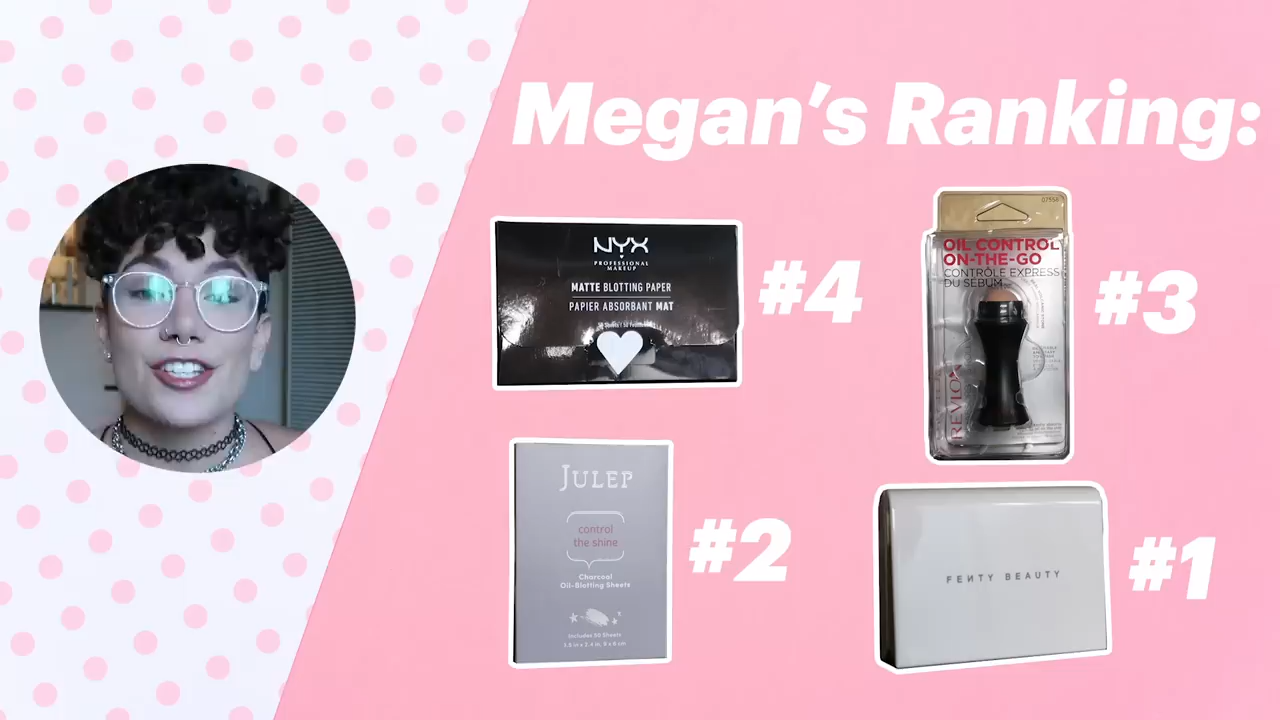 Megan's Ranking:
NYX
PROFESSIONAL
MAKEUP
MATTE BLOTTING PAPER
PAPIER ABSORBANT MAT
#4
OIL CONTROL
ON-THE-GO
CONTRÔLE EXPRESS
DU SÉBUM
REVLON
#3
JULEP
control
the shine
Charcoal
Oil-Blotting Sheets
Includes 50 Sheets
#2
FENTY BEAUTY
#1